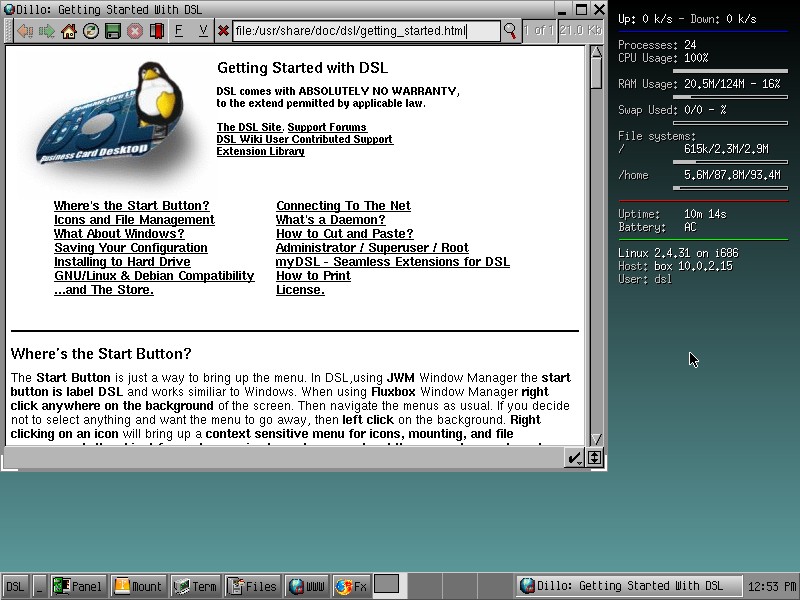 Dillo: Getting Started With DSL
F V file:/usr/share/doc/dsl/getting_started.html 1 of 1 21.0 Kb
Business Card Desktop
Getting Started with DSL
DSL comes with ABSOLUTELY NO WARRANTY,
to the extend permitted by applicable law.
The DSL Site. Support Forums
DSL Wiki User Contributed Support
Extension Library
Where's the Start Button?
Icons and File Management
What About Windows?
Saving Your Configuration
Installing to Hard Drive
GNU/Linux & Debian Compatibility
...and The Store.
Connecting To The Net
What's a Daemon?
How to Cut and Paste?
Administrator / Superuser / Root
myDSL - Seamless Extensions for DSL
How to Print
License.
Where's the Start Button?
The Start Button is just a way to bring up the menu. In DSL,using JWM Window Manager the start
button is label DSL and works similiar to Windows. When using Fluxbox Window Manager right
click anywhere on the background of the screen. Then navigate the menus as usual. If you decide
not to select anything and want the menu to go away, then left click on the background. Right
clicking on an icon will bring up a context sensitive menu for icons, mounting, and file
Up: 0 k/s - Down: 0 k/s
Processes: 24
CPU Usage: 100%
RAM Usage: 20.5M/124M - 16%
Swap Used: 0/0 - %
File systems:
/ 615k/2.3M/2.9M
/home 5.6M/87.8M/93.4M
Uptime: 10m 14s
Battery: AC
Linux 2.4.31 on i686
Host: box 10.0.2.15
User: dsl
DSL _ Panel Mount Term Files WWW Fx Dillo: Getting Started With DSL 12:53 PM